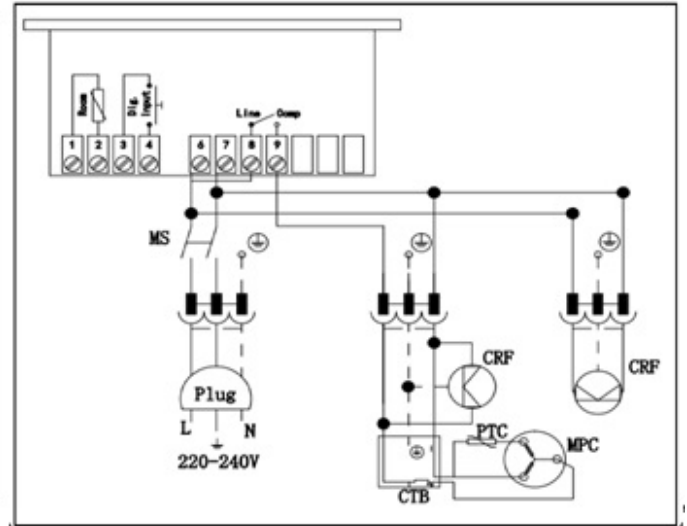 Room
Dig. Input
Line Comp
1 2 3 4 6 7 8 9
MS
CRF
CRF
Plug
L N
220-240V
PTC
MPC
CTB